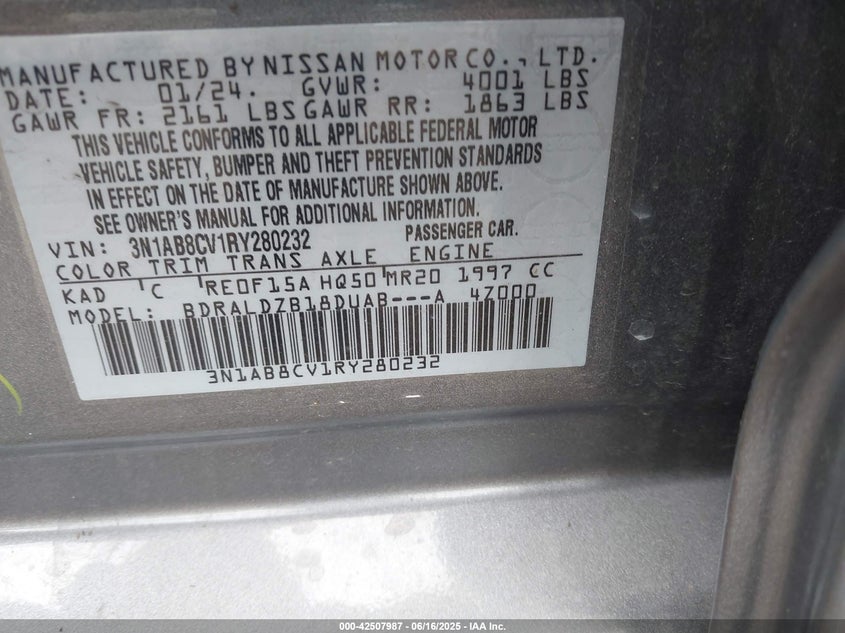 MANUFACTURED BY NISSAN MOTOR CO., LTD.
DATE: 01/24. GVWR: 4001 LBS
GAWR FR: 2161 LBS GAWR RR: 1863 LBS
THIS VEHICLE CONFORMS TO ALL APPLICABLE FEDERAL MOTOR
VEHICLE SAFETY, BUMPER AND THEFT PREVENTION STANDARDS
IN EFFECT ON THE DATE OF MANUFACTURE SHOWN ABOVE.
SEE OWNER'S MANUAL FOR ADDITIONAL INFORMATION.
VIN: 3N1AB8CV1RY280232 PASSENGER CAR.
COLOR TRIM TRANS AXLE ENGINE
KAD C RE0F15A HQ50 MR20 1997 CC
MODEL: BDRALDZB18DUAB---A 4Z000
3N1AB8CV1RY280232
000-42507987 - 06/16/2025 - IAA Inc.